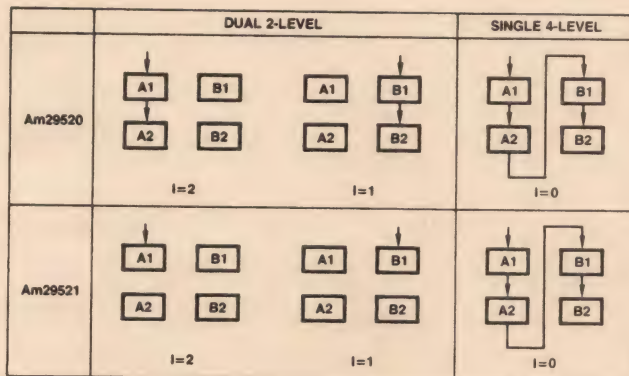 DUAL 2-LEVEL SINGLE 4-LEVEL
Am29520
A1 B1 A1 B1 A1 B1
A2 B2 A2 B2 A2 B2
I=2 I=1 I=0
Am29521
A1 B1 A1 B1 A1 B1
A2 B2 A2 B2 A2 B2
I=2 I=1 I=0